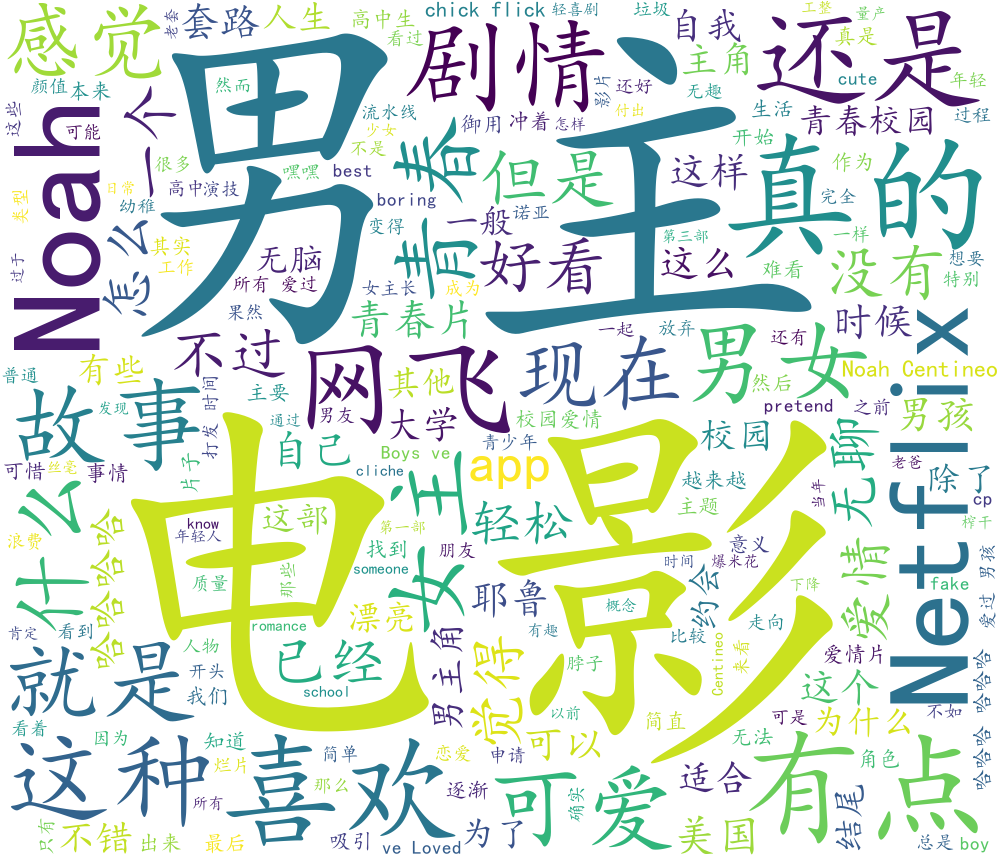 感觉
老套
套路
人生
高中生
看过
chick flick
轻喜剧
垃圾
自我
工整
量产
真是
还是
颜值
本来
然而
男主
剧情
影片
还好
主角
无趣
cute
年轻
这些
可能
Noah
一个
流水线
少女
不是
御用
冲着
怎样
付出
生活
青春校园
过程
很多
嘿嘿
best
青春
但是
这样
开始
真的
作为
日常
幼稚
高中演技
boring
类型
过于
怎么
其实
工作
无脑
变得
一般
诺亚
好看
第三部
这么
完全
一样
没有
想要
特别
难看
所有
爱过
女主长
成为
果然
青春片
一起
放弃
时候
Netflix
不过
还有
有些
网飞
现在
男女
Noah Centineo
普通
发现
故事
打发
时间
主要
其他
男友
通过
大学
校园爱情
然后
pretend
之前
男孩
可惜
事情
丝毫
片子
自己
Boys ve
青少年
cliche
app
校园
越来越
主题
当年
无聊
老爸
除了
cp
榨干
什么
哈哈哈哈
浪费
know
年轻人
这部
第一部
女主
轻松
电影
找到
朋友
someone
意义
时间
爆米花
质量
那些
耶鲁
约会
爱情
fake
爱过
男孩
肯定
看到
人物
romance
漂亮
有趣
概念
下降
走向
比较
就是
开头
我们
school
已经
男主角
觉得
脖子
Centineo
来看
爱情片
这个
哈哈哈
哈哈哈
看着
因为
知道
以前
简直
可是
为什么
不如
这种
烂片
喜欢
简单
恋爱
申请
可以
无法
有点
角色
那么
逐渐
可爱
确实
适合
结尾
只有
不错
出来
所有
最后
吸引
ve Loved
为了
美国
总是
boy